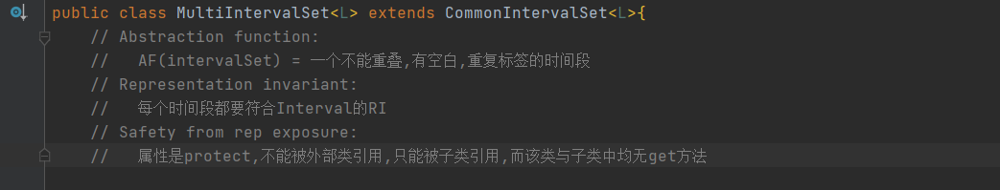 public class MultiIntervalSet<L> extends CommonIntervalSet<L>{
// Abstraction function:
//   AF(intervalSet) = 一个不能重叠,有空白,重复标签的时间段
// Representation invariant:
//   每个时间段都要符合Interval的RI
// Safety from rep exposure:
//   属性是protect,不能被外部类引用,只能被子类引用,而该类与子类中均无get方法